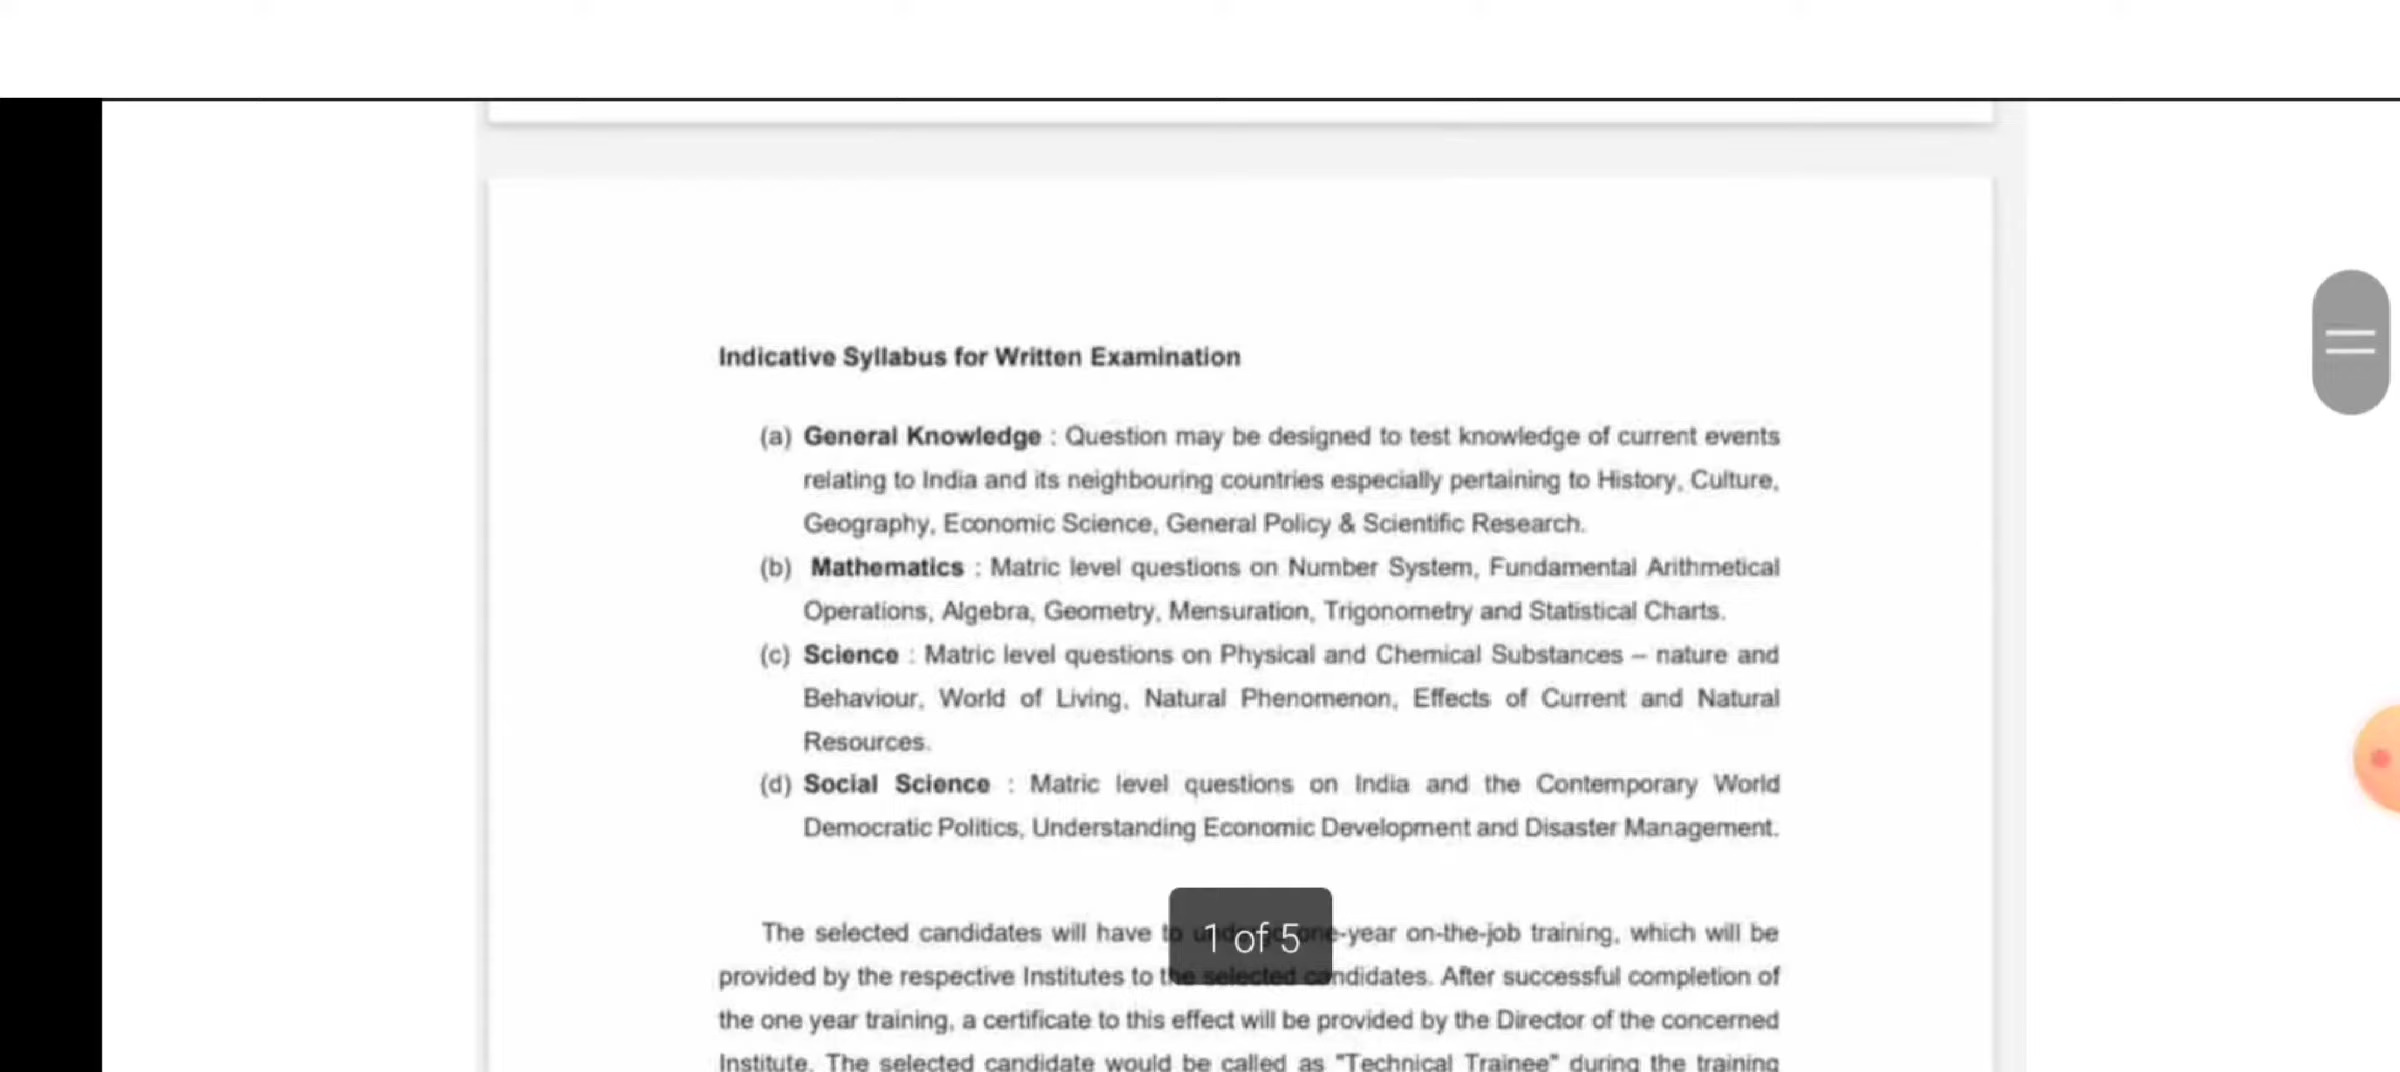 Indicative Syllabus for Written Examination
(a) General Knowledge : Question may be designed to test knowledge of current events
relating to India and its neighbouring countries especially pertaining to History, Culture,
Geography, Economic Science, General Policy & Scientific Research.
(b) Mathematics : Matric level questions on Number System, Fundamental Arithmetical
Operations, Algebra, Geometry, Mensuration, Trigonometry and Statistical Charts.
(c) Science : Matric level questions on Physical and Chemical Substances – nature and
Behaviour, World of Living, Natural Phenomenon, Effects of Current and Natural
Resources.
(d) Social Science : Matric level questions on India and the Contemporary World
Democratic Politics, Understanding Economic Development and Disaster Management.
The selected candidates will have to one-year on-the-job training, which will be
1 of 5
provided by the respective Institutes to the selected candidates. After successful completion of
the one year training, a certificate to this effect will be provided by the Director of the concerned
Institute. The selected candidate would be called as "Technical Trainee" during the training